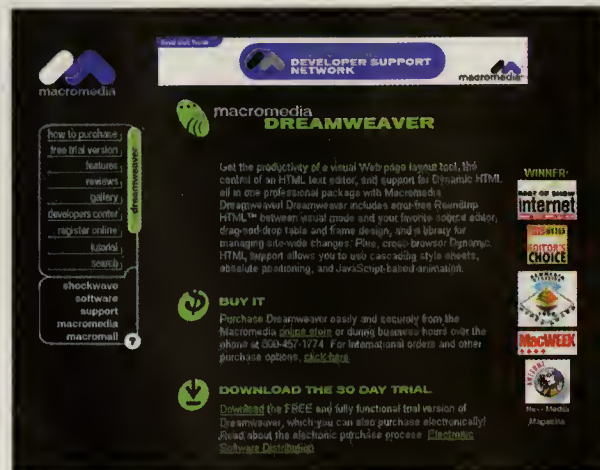 Find out how
DEVELOPER SUPPORT
NETWORK
macromedia
macromedia
how to purchase
free trial version
features
reviews
gallery
developers center
register online
tutorial
search
dreamweaver
shockwave
software
support
macromedia
macromall
?
macromedia
DREAMWEAVER
Get the productivity of a visual Web page layout tool, the
control of an HTML text editor, and support for Dynamic HTML
all in one professional package with Macromedia
Dreamweaver! Dreamweaver includes error-free Roundtrip
HTML™ between visual mode and your favorite source editor,
drag-and-drop table and frame design, and a library for
managing site-wide changes. Plus, cross-browser Dynamic
HTML support allows you to use cascading style sheets,
absolute positioning, and JavaScript-based animation.
BUY IT
Purchase Dreamweaver easily and securely from the
Macromedia online store or during business hours over the
phone at 800-457-1774. For international orders and other
purchase options, click here.
DOWNLOAD THE 30 DAY TRIAL
Download the FREE and fully functional trial version of
Dreamweaver, which you can also purchase electronically!
Read about the electronic purchase process. Electronic
Software Distribution
WINNER:
BEST OF SHOW
internet
EDITOR'S
CHOICE
MacWEEK
AWESOME
New Media
Magazine